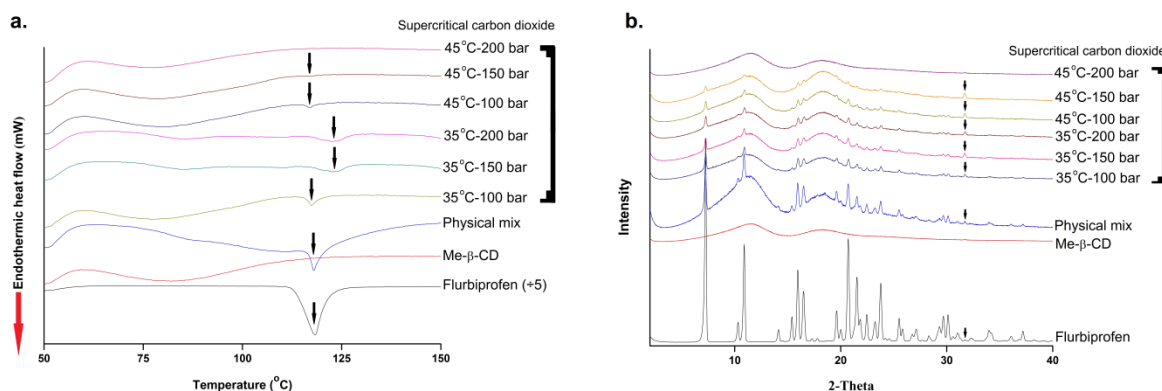 a.
Supercritical carbon dioxide
45°C-200 bar
45°C-150 bar
45°C-100 bar
35°C-200 bar
35°C-150 bar
35°C-100 bar
Physical mix
Me-β-CD
Flurbiprofen (÷5)
Endothermic heat flow (mW)
50
75
100
125
150
Temperature (°C)
b.
Supercritical carbon dioxide
45°C-200 bar
45°C-150 bar
45°C-100 bar
35°C-200 bar
35°C-150 bar
35°C-100 bar
Physical mix
Me-β-CD
Flurbiprofen
Intensity
10
20
30
40
2-Theta